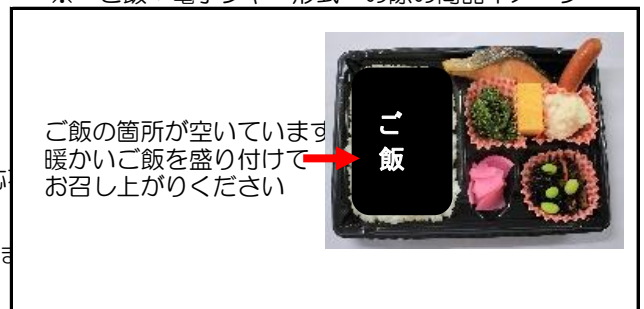 ご飯の箇所が空いています
暖かいご飯を盛り付けて
お召し上がりください
ご飯